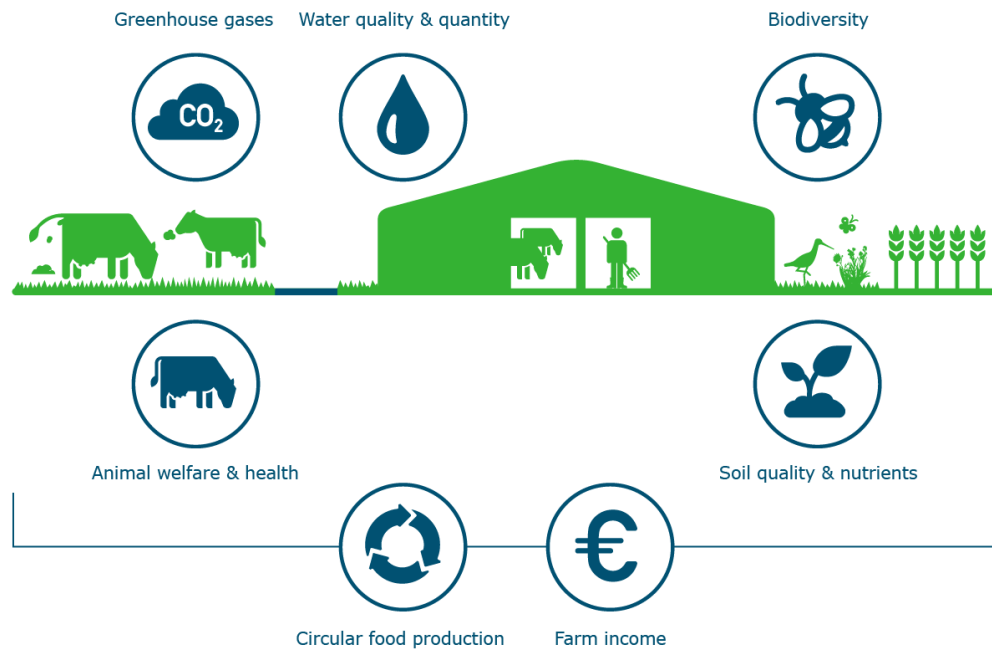 Greenhouse gases
Water quality & quantity
Biodiversity
CO₂
Animal welfare & health
Soil quality & nutrients
€
Circular food production
Farm income